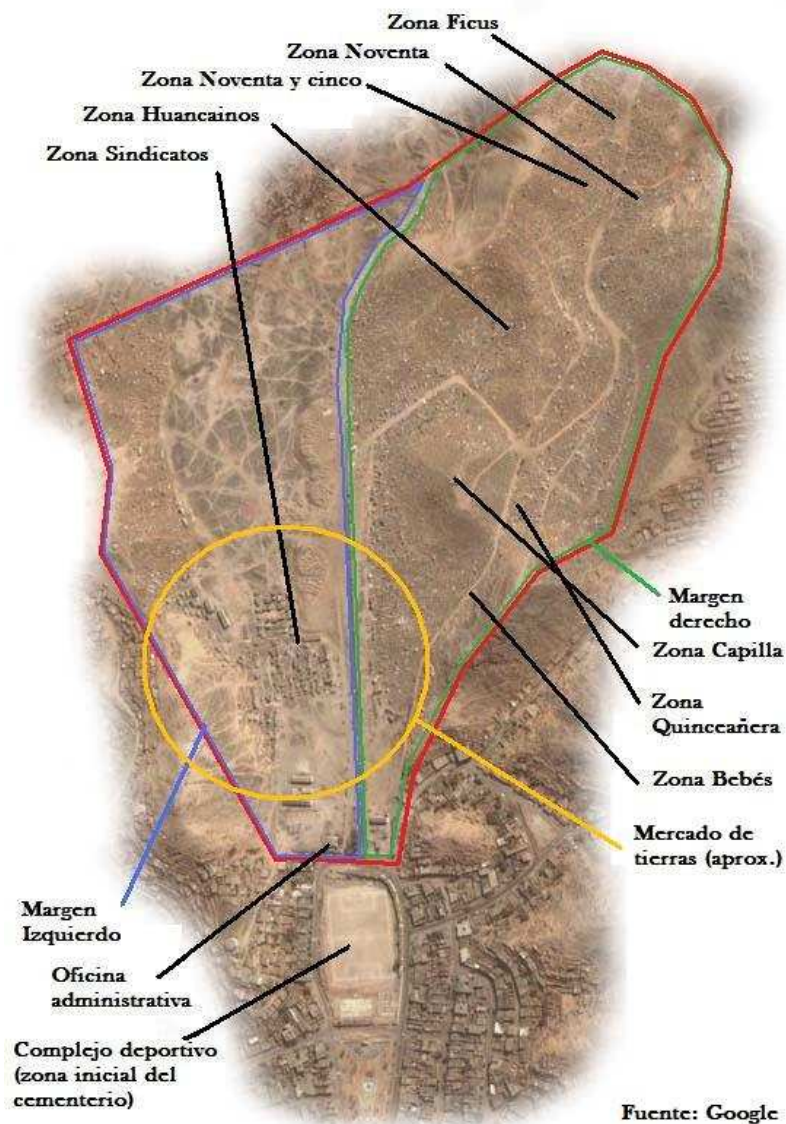 Zona Ficus
Zona Noventa
Zona Noventa y cinco
Zona Huancainos
Zona Sindicatos
Margen
derecho
Zona Capilla
Zona
Quinceañera
Zona Bebés
Mercado de
tierras (aprox.)
Margen
Izquierdo
Oficina
administrativa
Complejo deportivo
(zona inicial del
cementerio)
Fuente: Google